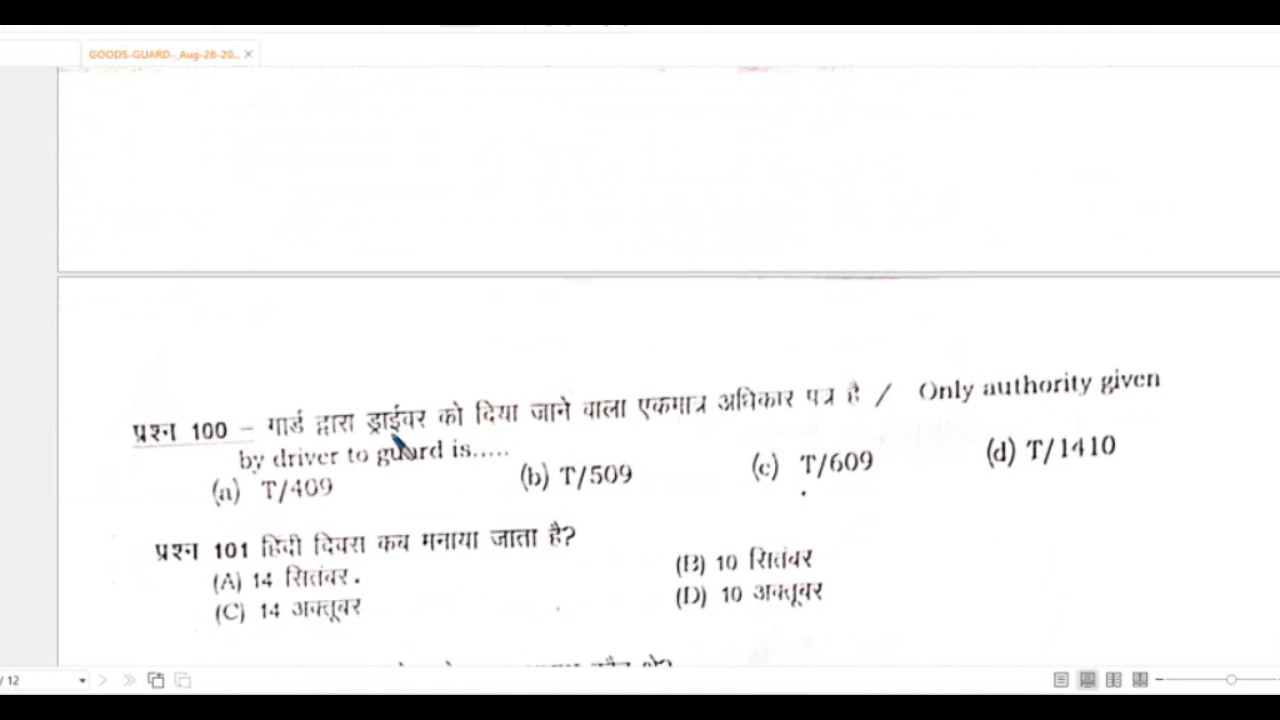 GOODS-GUARD-_Aug-28-20...
प्रश्न 100 – गार्ड द्वारा ड्राईवर को दिया जाने वाला एकमात्र अधिकार पत्र है / Only authority given
by driver to guard is.....
(a) T/409 (b) T/509 (c) T/609 (d) T/1410
प्रश्न 101 हिंदी दिवस कब मनाया जाता है?
(A) 14 सितंबर. (B) 10 सितंबर
(C) 14 अक्तूबर (D) 10 अक्तूबर
/ 12